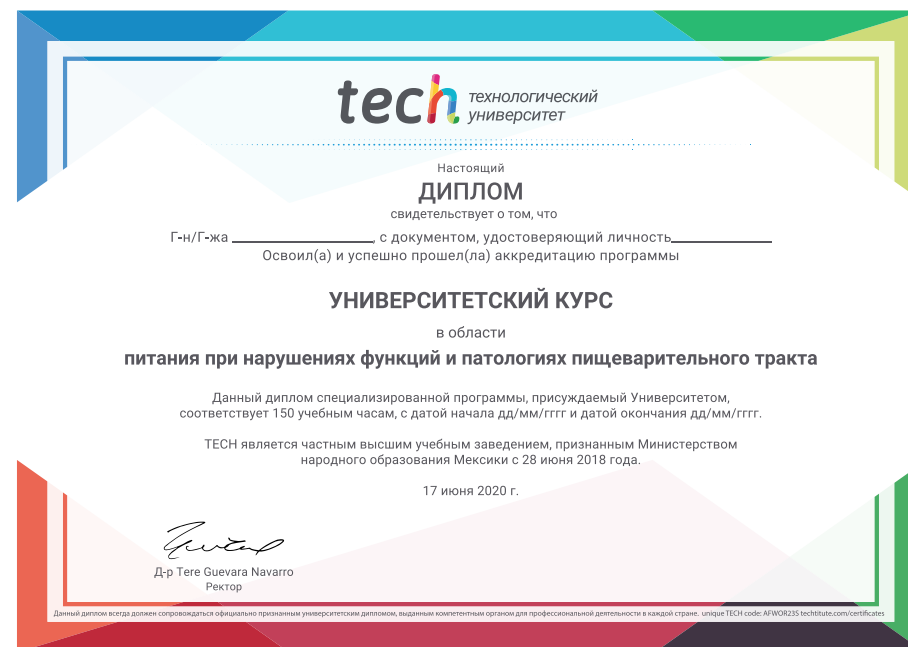 tech технологический
университет
Настоящий
ДИПЛОМ
свидетельствует о том, что
Г-н/Г-жа ________________, с документом, удостоверяющий личность____________
Освоил(а) и успешно прошел(ла) аккредитацию программы
УНИВЕРСИТЕТСКИЙ КУРС
в области
питания при нарушениях функций и патологиях пищеварительного тракта
Данный диплом специализированной программы, присуждаемый Университетом,
соответствует 150 учебным часам, с датой начала дд/мм/гггг и датой окончания дд/мм/гггг.
TECH является частным высшим учебным заведением, признанным Министерством
народного образования Мексики с 28 июня 2018 года.
17 июня 2020 г.
Д-р Tere Guevara Navarro
Ректор
Данный диплом всегда должен сопровождаться официально признанным университетским дипломом, выданным компетентным органом для профессиональной деятельности в каждой стране. unique TECH code: AFWOR23S techtitute.com/certificates